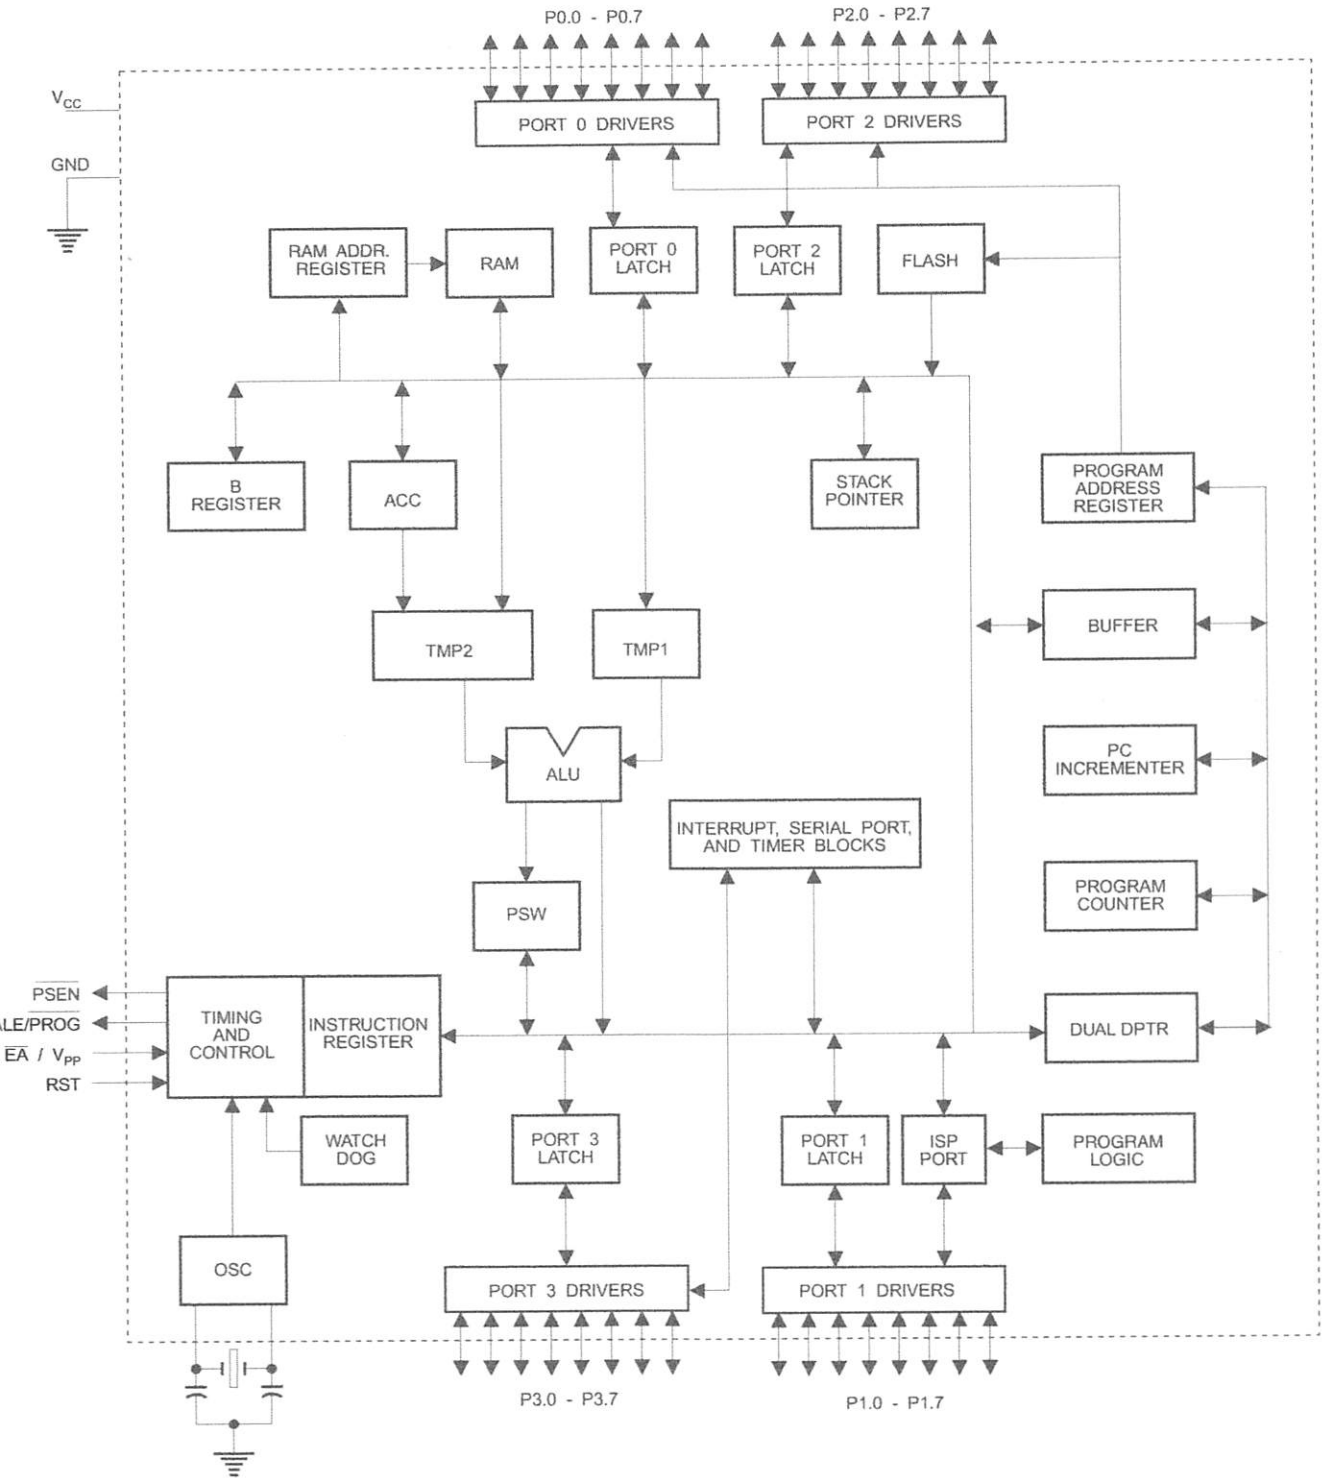 P0.0 - P0.7
P2.0 - P2.7
VCC
PORT 0 DRIVERS
PORT 2 DRIVERS
GND
RAM ADDR.
REGISTER
RAM
PORT 0
LATCH
PORT 2
LATCH
FLASH
B
REGISTER
ACC
STACK
POINTER
PROGRAM
ADDRESS
REGISTER
TMP2
TMP1
BUFFER
ALU
PC
INCREMENTER
INTERRUPT, SERIAL PORT,
AND TIMER BLOCKS
PSW
PROGRAM
COUNTER
PSEN
ALE/PROG
EA / VPP
RST
TIMING
AND
CONTROL
INSTRUCTION
REGISTER
DUAL DPTR
WATCH
DOG
PORT 3
LATCH
PORT 1
LATCH
ISP
PORT
PROGRAM
LOGIC
OSC
PORT 3 DRIVERS
PORT 1 DRIVERS
P3.0 - P3.7
P1.0 - P1.7